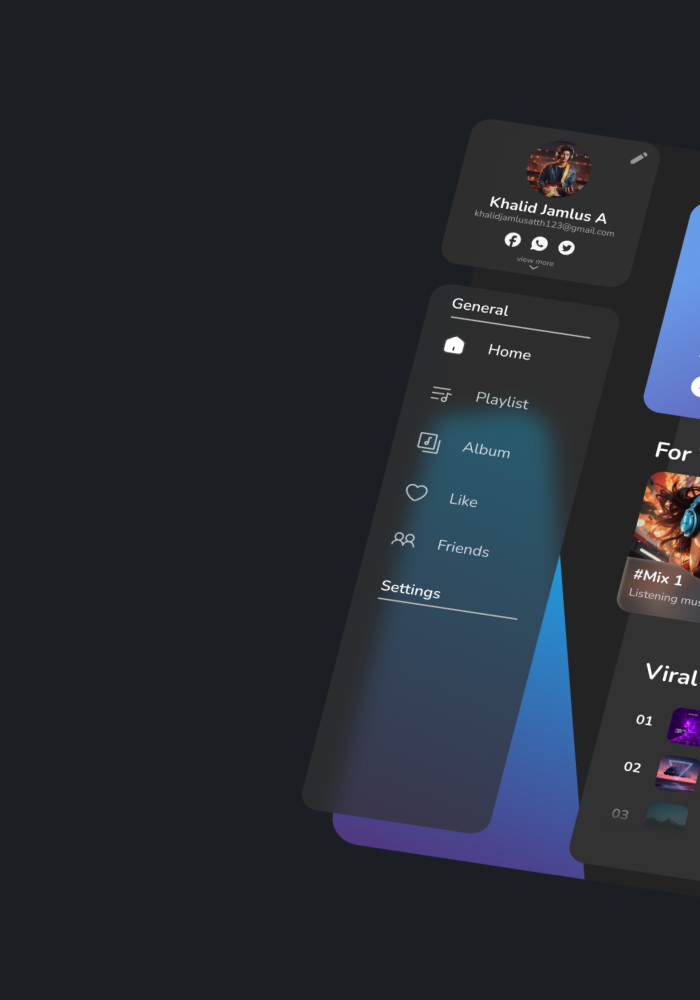 Khalid Jamlus A
khalidjamlusatth123@gmail.com
view more
General
Home
Playlist
Album
Like
Friends
Settings
For
#Mix 1
Listening
Viral
01
02
03